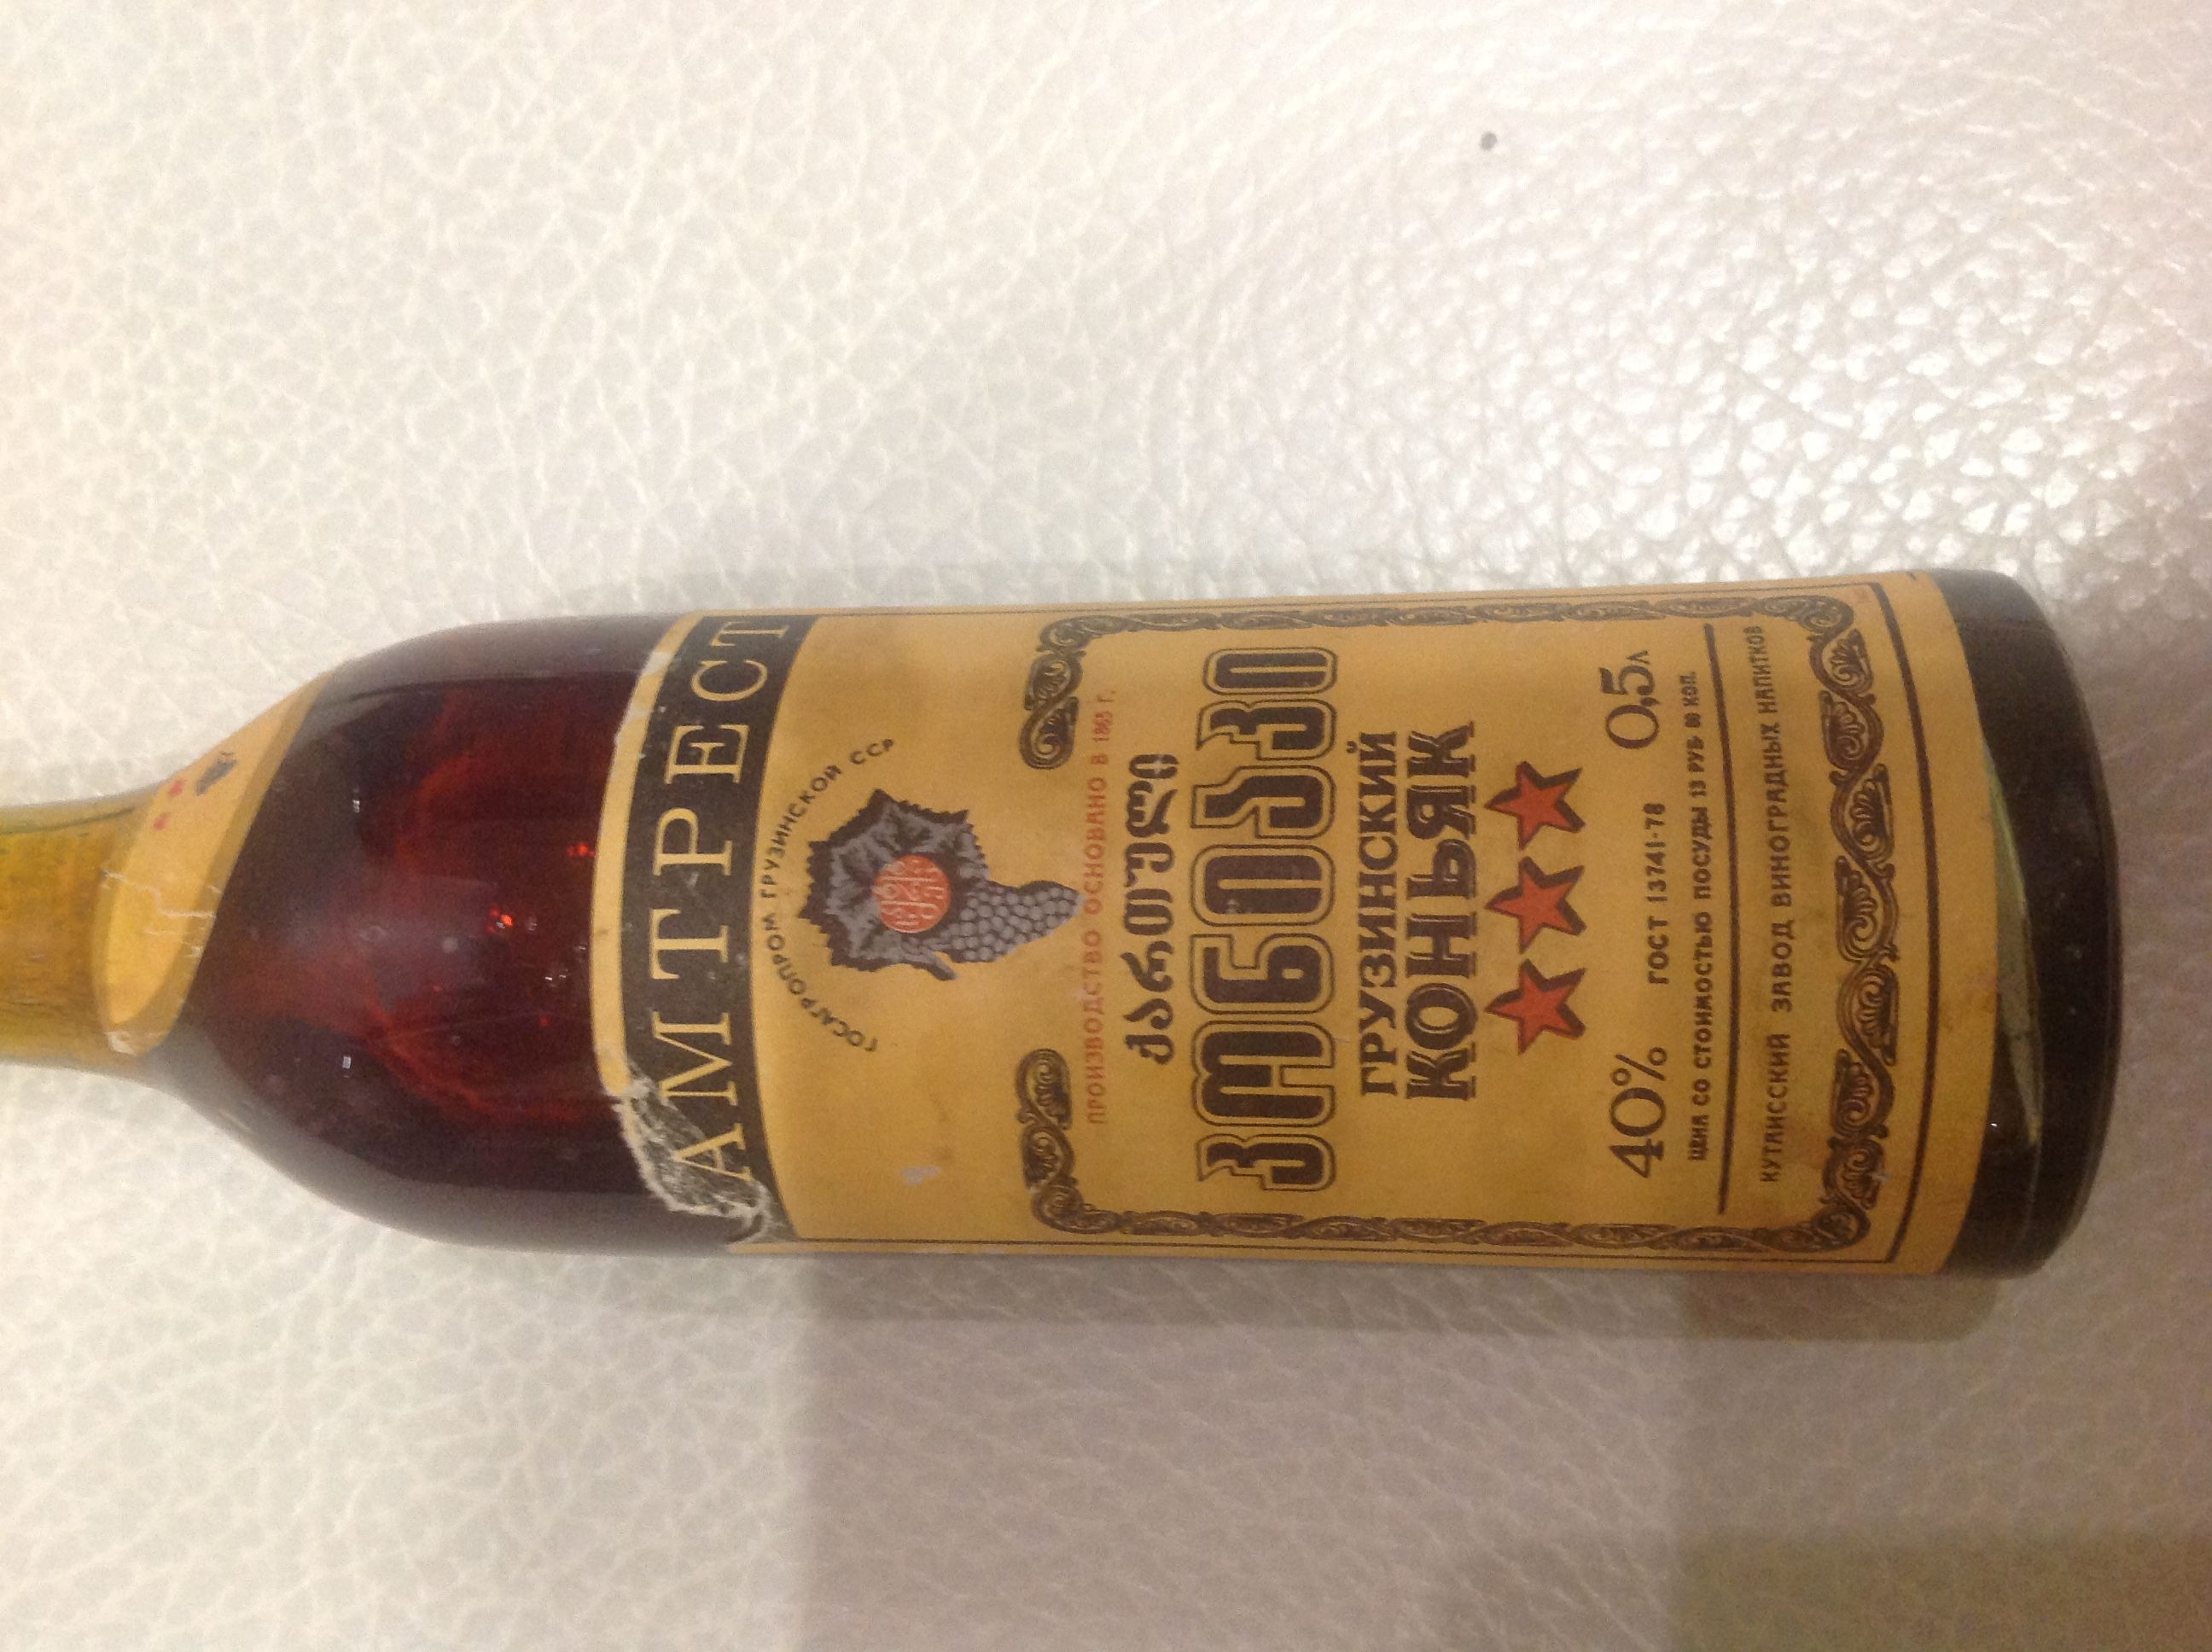 АМТРЕСТ
ГОСАГРОПРОМ ГРУЗИНСКОЙ ССР
ПРОИЗВОДСТВО ОСНОВАНО В 1865 Г.
ქართული
კონიაკი
ГРУЗИНСКИЙ
КОНЬЯК
40% ГОСТ 13741-78 0,5л
ЦЕНА СО СТОИМОСТЬЮ ПОСУДЫ 13 РУБ 80 КОП.
КУТАИССКИЙ ЗАВОД ВИНОГРАДНЫХ НАПИТКОВ